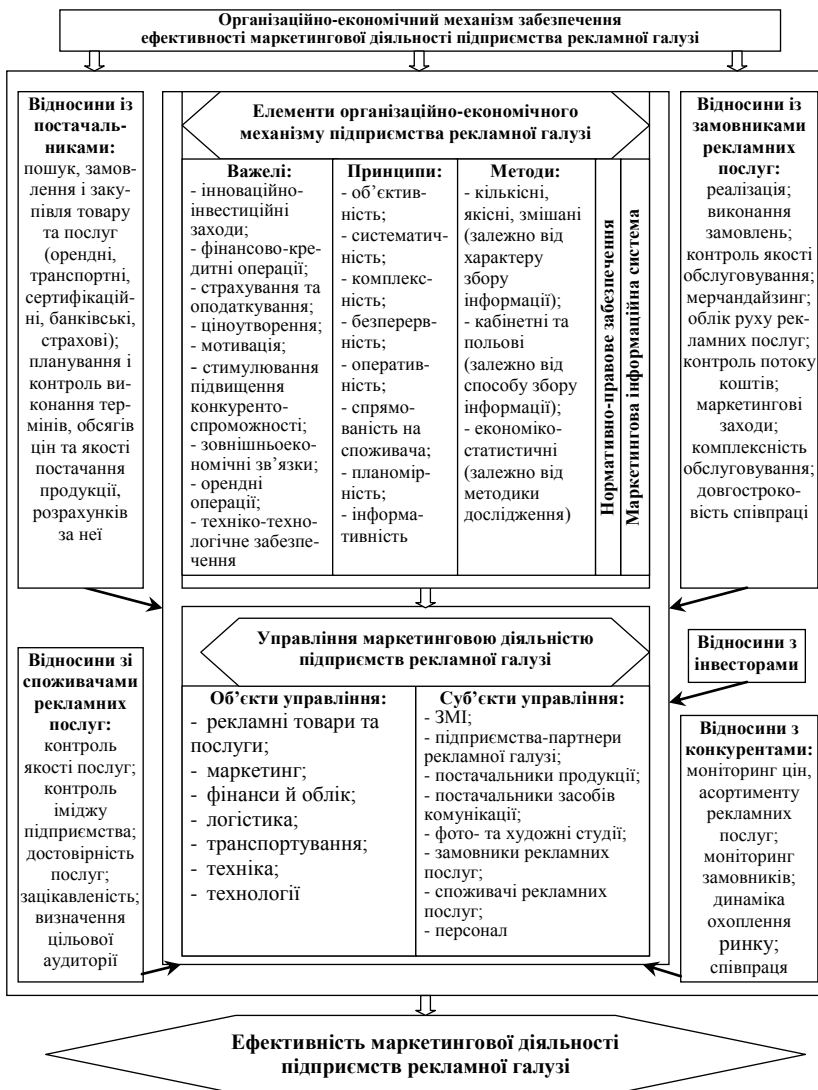 Організаційно-економічний механізм забезпечення
ефективності маркетингової діяльності підприємства рекламної галузі
Відносини із
постачаль-
никами:
пошук, замов-
лення і заку-
півля товару
та послуг
(орендні,
транспортні,
сертифікацій-
ні, банківські,
страхові);
планування і
контроль ви-
конання тер-
мінів, обсягів
цін та якості
постачання
продукції,
розрахунків
за неї
Елементи організаційно-економічного
механізму підприємства рекламної галузі
Важелі:
- інноваційно-
інвестиційні
заходи;
- фінансово-кре-
дитні операції;
- страхування та
оподаткування;
- ціноутворення;
- мотивація;
- стимулювання
підвищення
конкуренто-
спроможності;
- зовнішньоеко-
номічні зв’язки;
- орендні
операції;
- техніко-техно-
логічне забезпе-
чення
Принципи:
- об’єктив-
ність;
- систематич-
ність;
- комплекс-
ність;
- безперерв-
ність;
- оператив-
ність;
- спрямо-
ваність на
споживача;
- планомір-
ність;
- інформа-
тивність
Методи:
- кількісні,
якісні, змішані
(залежно від
характеру
збору
інформації);
- кабінетні та
польові
(залежно від
способу збору
інформації);
- економіко-
статистичні
(залежно від
методики
дослідження)
Нормативно-правове забезпечення
Маркетингова інформаційна система
Відносини із
замовниками
рекламних
послуг:
реалізація;
виконання
замовлень;
контроль якості
обслуговування;
мерчандайзинг;
облік руху рек-
ламних послуг;
контроль потоку
коштів;
маркетингові
заходи;
комплексність
обслуговування;
довгостроко-
вість співпраці
Управління маркетинговою діяльністю
підприємств рекламної галузі
Об’єкти управління:
- рекламні товари та
послуги;
- маркетинг;
- фінанси й облік;
- логістика;
- транспортування;
- техніка;
- технології
Суб’єкти управління:
- ЗМІ;
- підприємства-партнери
рекламної галузі;
- постачальники продукції;
- постачальники засобів
комунікації;
- фото- та художні студії;
- замовники рекламних
послуг;
- споживачі рекламних
послуг;
- персонал
Відносини зі
споживачами
рекламних
послуг:
контроль
якості послуг;
контроль
іміджу
підприємства;
достовірність
послуг;
зацікавленість;
визначення
цільової
аудиторії
Відносини з
інвесторами
Відносини з
конкурентами:
моніторинг цін,
асортименту
рекламних
послуг;
моніторинг
замовників;
динаміка
охоплення
ринку;
співпраця
Ефективність маркетингової діяльності
підприємств рекламної галузі